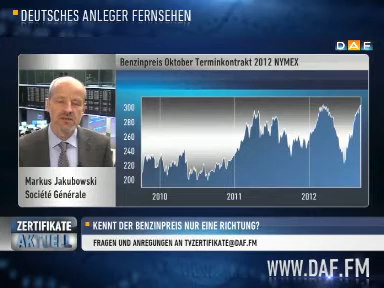 DEUTSCHES ANLEGER FERNSEHEN
DAF
Benzinpreis Oktober Terminkontrakt 2012 NYMEX
300
280
260
240
220
200
2010
2011
2012
Markus Jakubowski
Société Générale
ZERTIFIKATE
AKTUELL
KENNT DER BENZINPREIS NUR EINE RICHTUNG?
FRAGEN UND ANREGUNGEN AN TVZERTIFIKATE@DAF.FM
WWW.DAF.FM